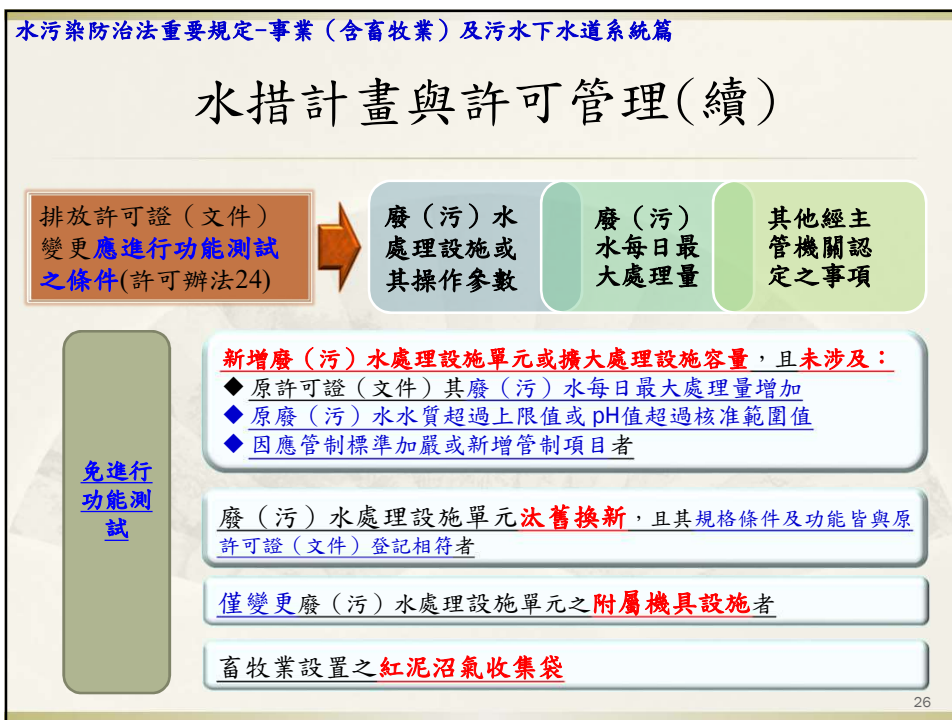 水污染防治法重要規定-事業（含畜牧業）及污水下水道系統篇
水措計畫與許可管理(續)
排放許可證（文件）
變更應進行功能測試
之條件(許可辦法24)
廢（污）水
處理設施或
其操作參數
廢（污）
水每日最
大處理量
其他經主
管機關認
定之事項
免進行
功能測
試
新增廢（污）水處理設施單元或擴大處理設施容量，且未涉及：
◆ 原許可證（文件）其廢（污）水每日最大處理量增加
◆ 原廢（污）水水質超過上限值或 pH值超過核准範圍值
◆ 因應管制標準加嚴或新增管制項目者
廢（污）水處理設施單元汰舊換新，且其規格條件及功能皆與原
許可證（文件）登記相符者
僅變更廢（污）水處理設施單元之附屬機具設施者
畜牧業設置之紅泥沼氣收集袋
26